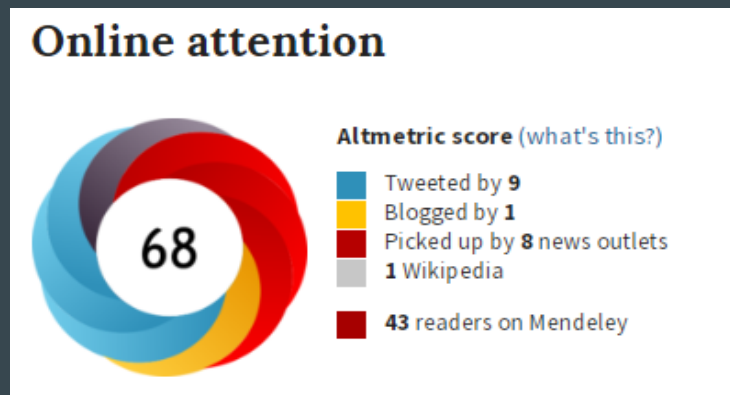 Online attention
68
Altmetric score (what's this?)
Tweeted by 9
Blogged by 1
Picked up by 8 news outlets
1 Wikipedia
43 readers on Mendeley